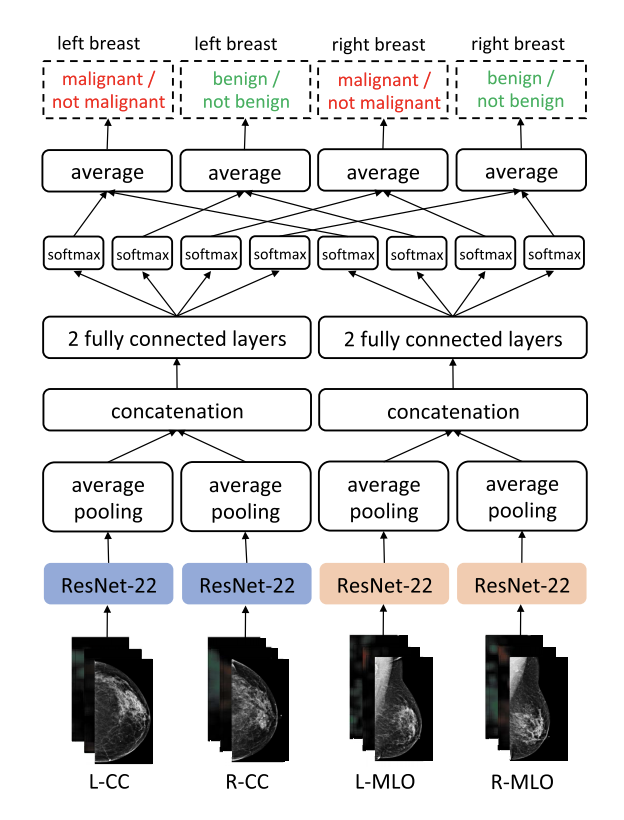 left breast
left breast
right breast
right breast
malignant /
not malignant
benign /
not benign
malignant /
not malignant
benign /
not benign
average
average
average
average
softmax
softmax
softmax
softmax
softmax
softmax
softmax
softmax
2 fully connected layers
2 fully connected layers
concatenation
concatenation
average
pooling
average
pooling
average
pooling
average
pooling
ResNet-22
ResNet-22
ResNet-22
ResNet-22
L-CC
R-CC
L-MLO
R-MLO